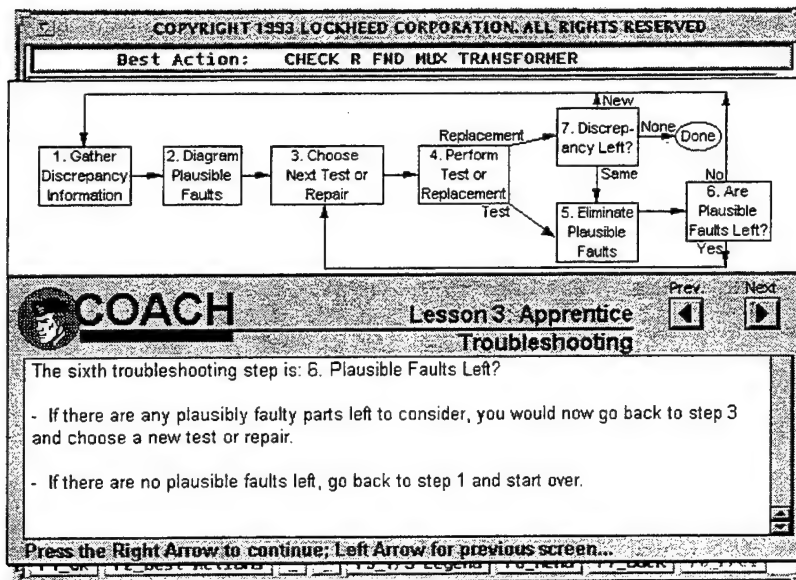 COPYRIGHT 1993 LOCKHEED CORPORATION. ALL RIGHTS RESERVED
Best Action: CHECK R FWD MUX TRANSFORMER
New
Replacement
7. Discrep-
ancy Left?
None
Done
1. Gather
Discrepancy
Information
2. Diagram
Plausible
Faults
3. Choose
Next Test or
Repair
4. Perform
Test or
Replacement
Test
Same
5. Eliminate
Plausible
Faults
No
6. Are
Plausible
Faults Left?
Yes
COACH
Lesson 3: Apprentice
Troubleshooting
Prev.
Next
The sixth troubleshooting step is: 6. Plausible Faults Left?
- If there are any plausibly faulty parts left to consider, you would now go back to step 3
and choose a new test or repair.
- If there are no plausible faults left, go back to step 1 and start over.
Press the Right Arrow to continue; Left Arrow for previous screen...